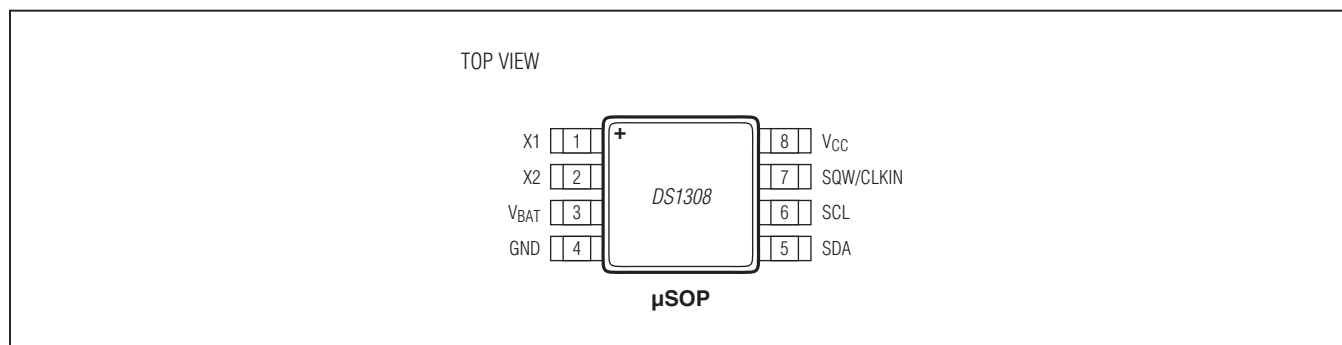 TOP VIEW
X1 1
X2 2
VBAT 3
GND 4
+
DS1308
8 VCC
7 SQW/CLKIN
6 SCL
5 SDA
µSOP